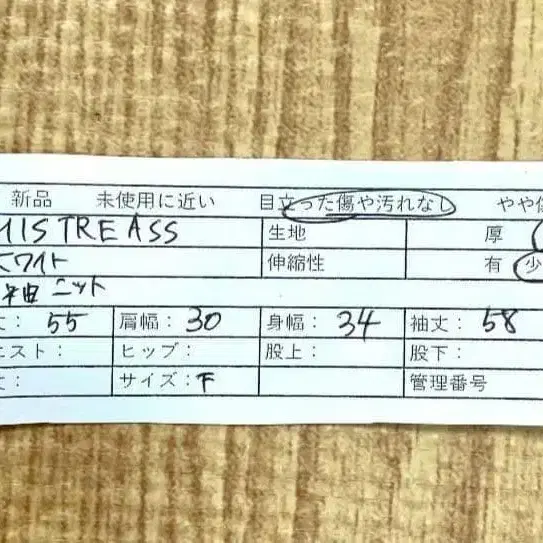 新品 未使用に近い 目立った傷や汚れなし やや傷
MISTREASS 生地 厚
ホワイト 伸縮性 有 少
長袖ニット
丈: 55 肩幅: 30 身幅: 34 袖丈: 58
エスト: ヒップ: 股上: 股下:
丈: サイズ: F 管理番号